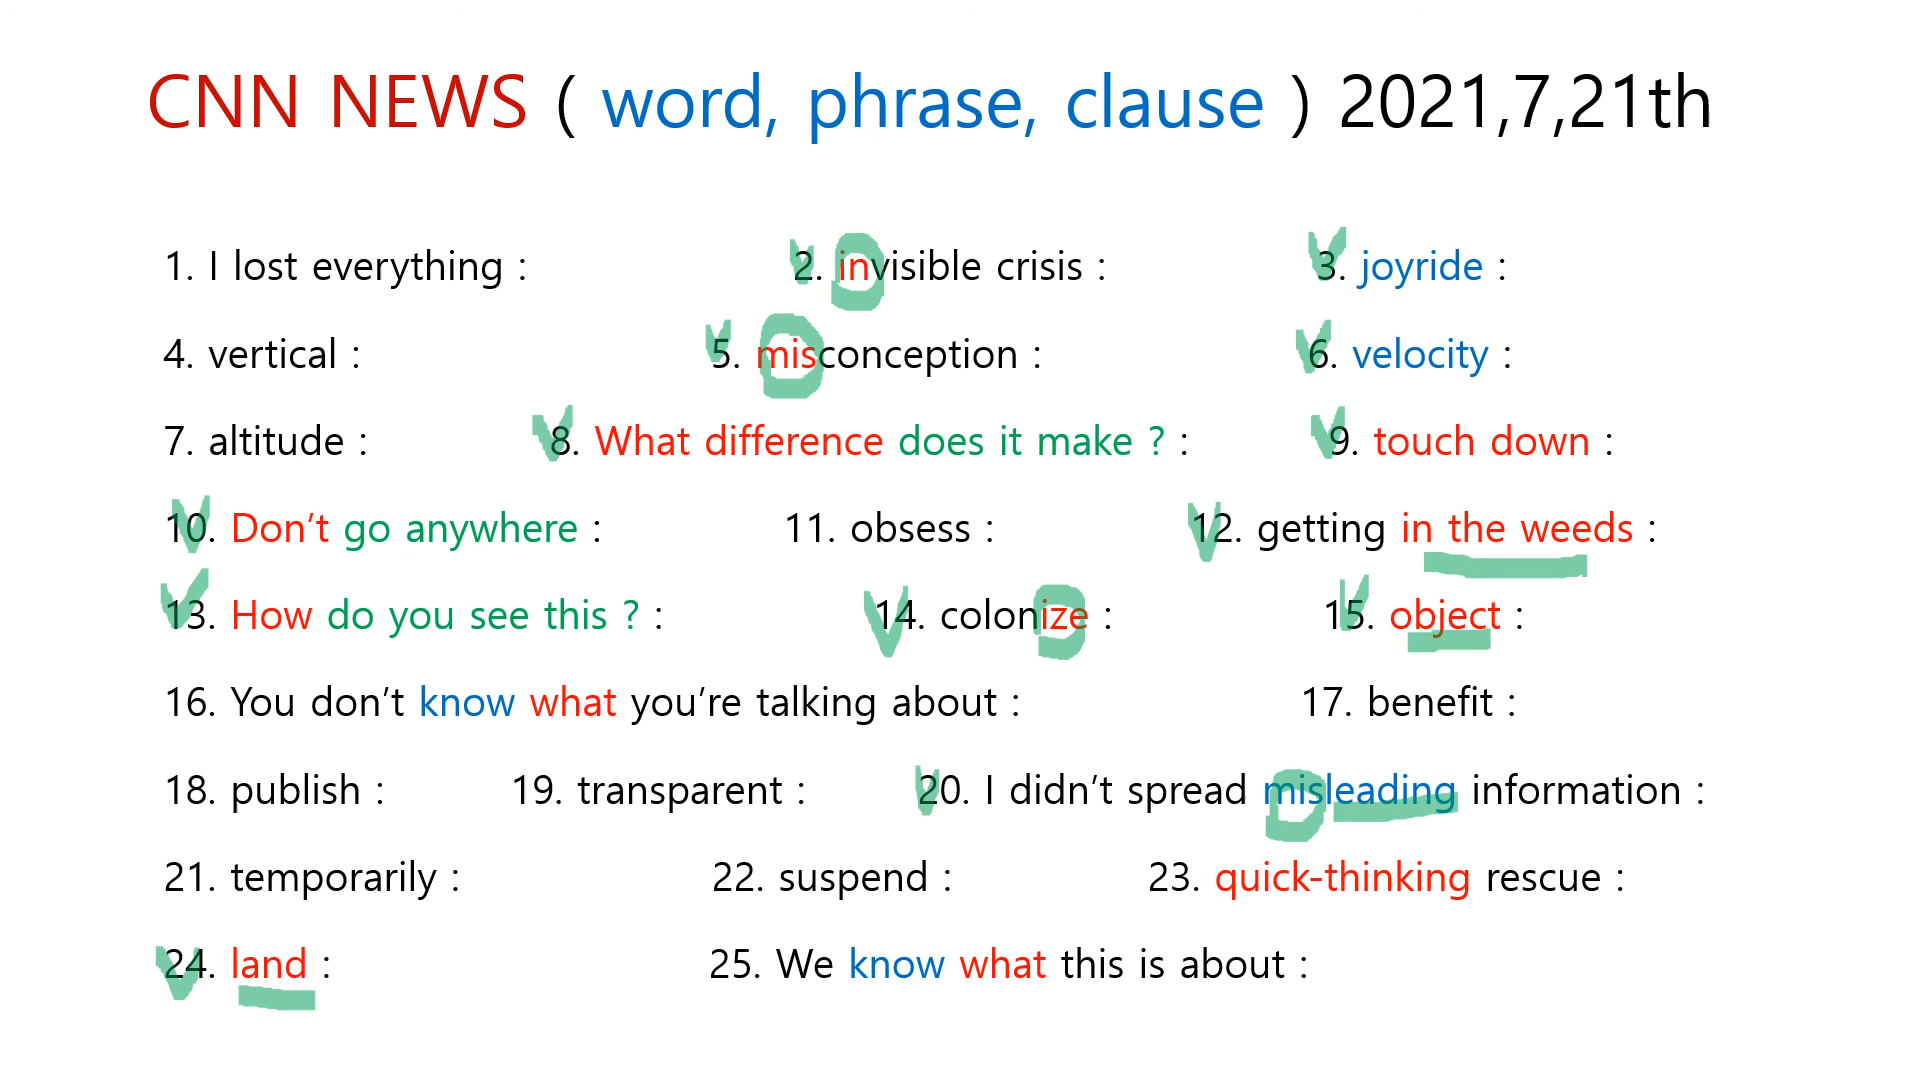 CNN NEWS ( word, phrase, clause ) 2021,7,21th
1. I lost everything : 2. invisible crisis : 3. joyride :
4. vertical : 5. misconception : 6. velocity :
7. altitude : 8. What difference does it make ? : 9. touch down :
10. Don’t go anywhere : 11. obsess : 12. getting in the weeds :
13. How do you see this ? : 14. colonize : 15. object :
16. You don’t know what you’re talking about : 17. benefit :
18. publish : 19. transparent : 20. I didn’t spread misleading information :
21. temporarily : 22. suspend : 23. quick-thinking rescue :
24. land : 25. We know what this is about :